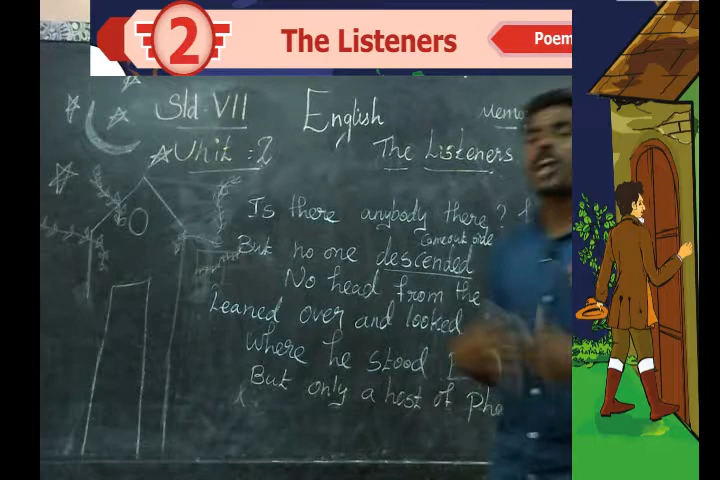 2
The Listeners
Poem
Std-VII
English
Unit : 2
The Listeners
Is there anybody there?
Came out side
But no one descended
No head from the
Leaned over and looked
Where he stood
But only a host of